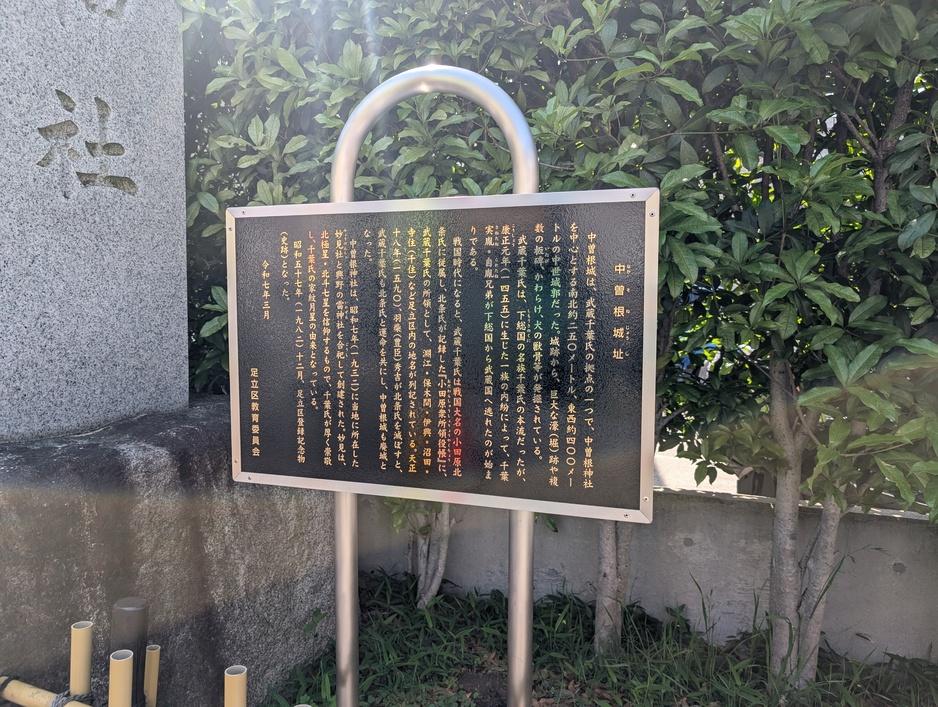 社
中曽根城址
中曽根城は、武蔵千葉氏の拠点の一つで、中曽根神社
を中心とする南北約二五〇メートル、東西約四〇〇メー
トルの中世城郭だった。城跡から、巨大な濠（堀）跡や複
数の板碑、かわらけ、犬の獣骨等が発掘されている。
武蔵千葉氏は、下総国の名族千葉氏の本流だったが、
康正元年（一四五五）に生じた一族の内紛によって、千葉
実胤・自胤兄弟が下総国から武蔵国へ逃れたのが始ま
りである。
戦国時代になると、武蔵千葉氏は戦国大名の小田原北
条氏に従属し、北条氏が記録した『小田原衆所領役帳』に、
武蔵千葉氏の所領として、淵江・保木間・伊興・沼田・
寺住（千住）など足立区内の地名が列記されている。天正
十八年（一五九〇）、羽柴（豊臣）秀吉が北条氏を滅ぼすと、
武蔵千葉氏も北条氏と運命を共にし、中曽根城も廃城と
なった。
中曽根神社は、昭和七年（一九三二）に当地に所在した
妙見社と興野の雷神社を合祀して創建された。妙見は、
北極星・北斗七星を信仰するもので、千葉氏が厚く崇敬
し、千葉氏の家紋月星の由来となっている。
昭和五十七年（一九八二）十二月、足立区登録記念物
（史跡）となった。
令和七年三月
足立区教育委員会